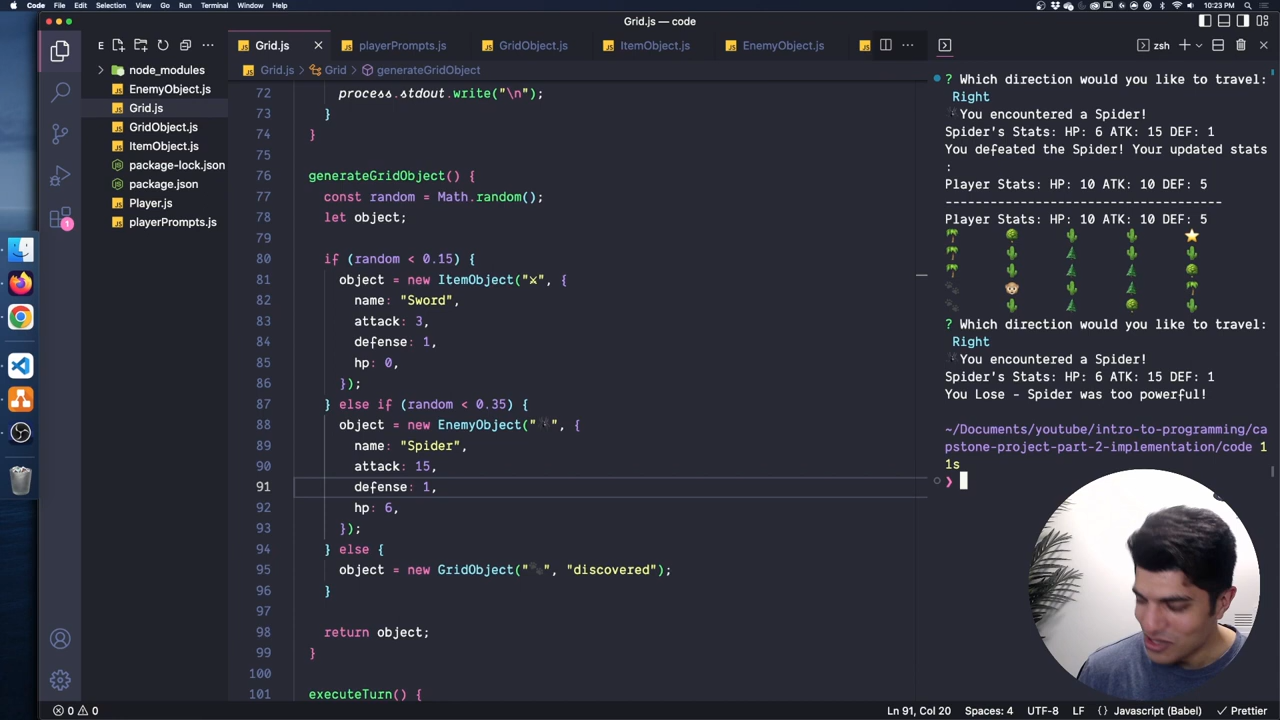 Code File Edit Selection View Go Run Terminal Window Help 10:23 PM
Grid.js — code
E
Grid.js playerPrompts.js GridObject.js ItemObject.js EnemyObject.js
zsh
Grid.js > Grid > generateGridObject
node_modules
EnemyObject.js
Grid.js
GridObject.js
ItemObject.js
package-lock.json
package.json
Player.js
playerPrompts.js
1
72 process.stdout.write("\n");
73 }
74 }
75
76 generateGridObject() {
77 const random = Math.random();
78 let object;
79
80 if (random < 0.15) {
81 object = new ItemObject("⚔", {
82 name: "Sword",
83 attack: 3,
84 defense: 1,
85 hp: 0,
86 });
87 } else if (random < 0.35) {
88 object = new EnemyObject("🕷", {
89 name: "Spider",
90 attack: 15,
91 defense: 1,
92 hp: 6,
93 });
94 } else {
95 object = new GridObject("🐾", "discovered");
96 }
97
98 return object;
99 }
100
101 executeTurn() {
? Which direction would you like to travel:
Right
🕷You encountered a Spider!
Spider's Stats: HP: 6 ATK: 15 DEF: 1
You defeated the Spider! Your updated stats
:
Player Stats: HP: 10 ATK: 10 DEF: 5
-------------------------------------
Player Stats: HP: 10 ATK: 10 DEF: 5
? Which direction would you like to travel:
Right
🕷You encountered a Spider!
Spider's Stats: HP: 6 ATK: 15 DEF: 1
You Lose - Spider was too powerful!
~/Documents/youtube/intro-to-programming/ca
pstone-project-part-2-implementation/code 1
1s
❯
0 0 Ln 91, Col 20 Spaces: 4 UTF-8 LF {} Javascript (Babel) Prettier